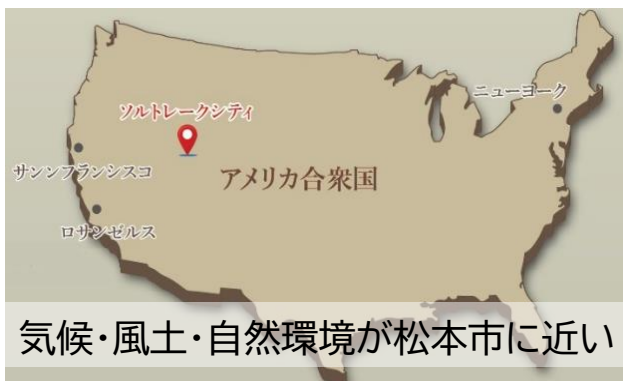 ニューヨーク
ソルトレークシティ
サンンフランシスコ
アメリカ合衆国
ロサンゼルス
気候・風土・自然環境が松本市に近い